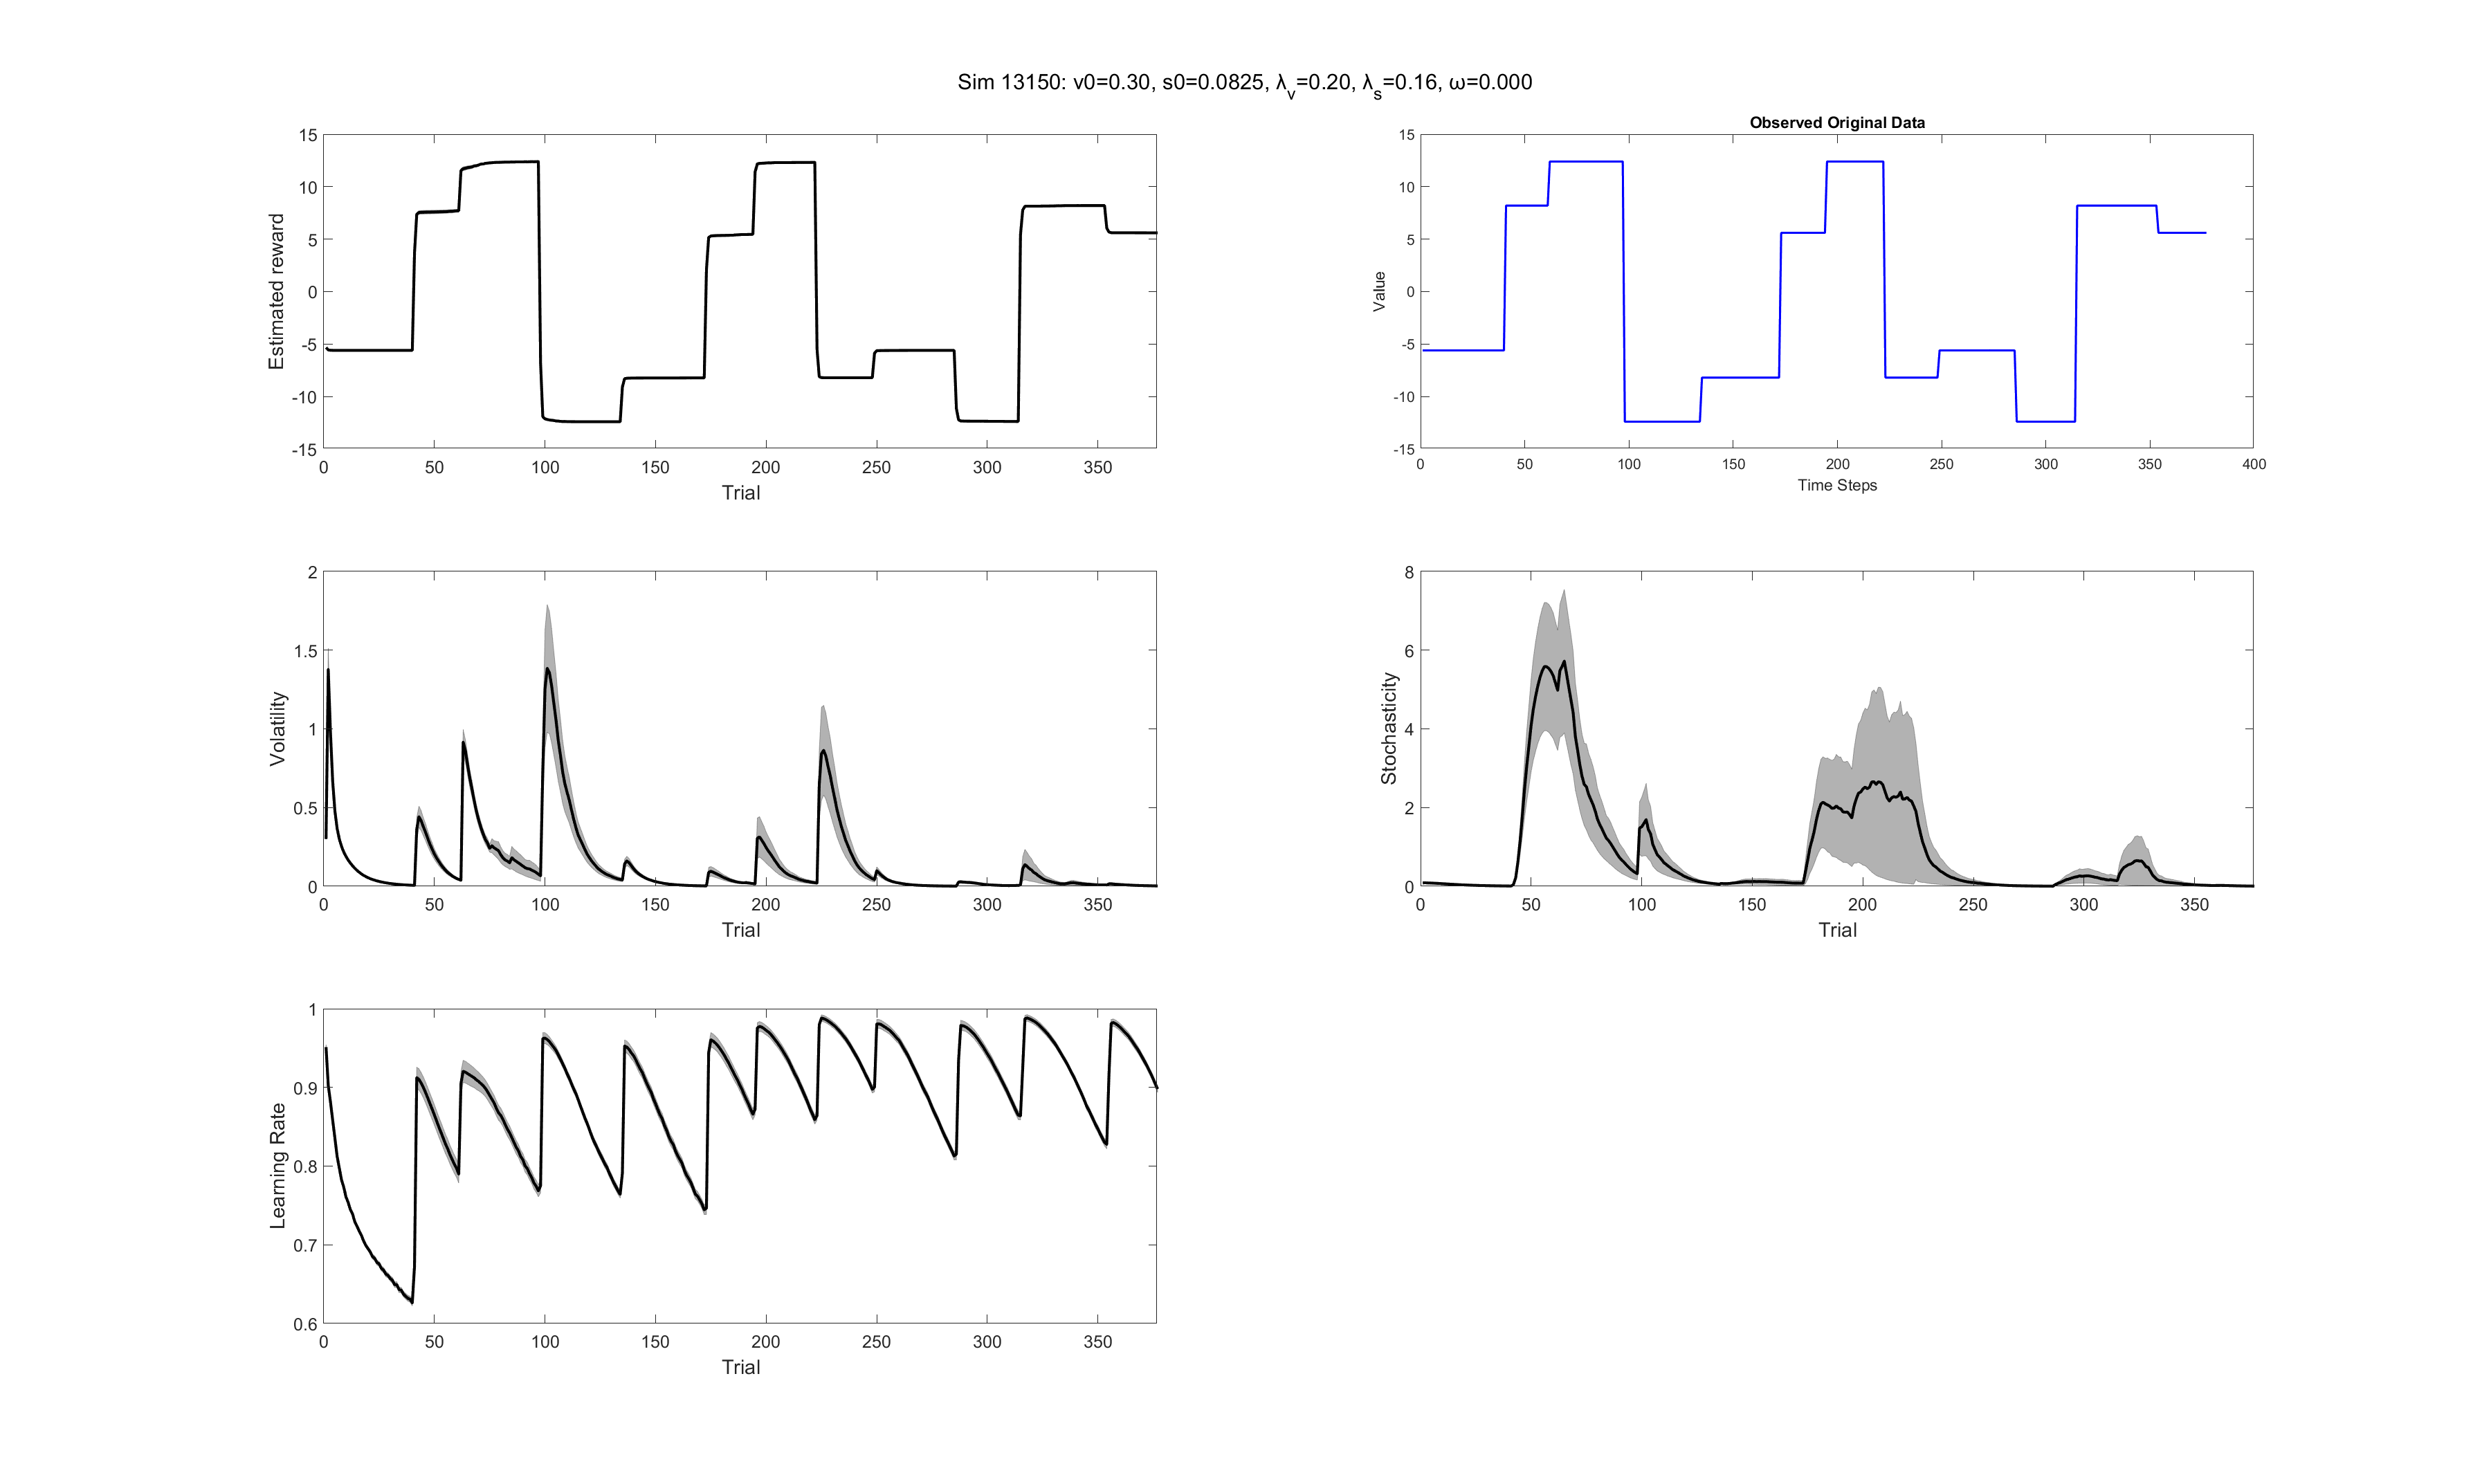 Sim 13150: v0=0.30, s0=0.0825, λv=0.20, λs=0.16, ω=0.000
15
10
5
0
-5
-10
-15
Estimated reward
0 50 100 150 200 250 300 350
Trial
Observed Original Data
15
10
5
0
-5
-10
-15
Value
0 50 100 150 200 250 300 350 400
Time Steps
2
1.5
1
0.5
0
Volatility
0 50 100 150 200 250 300 350
Trial
8
6
4
2
0
Stochasticity
0 50 100 150 200 250 300 350
Trial
1
0.9
0.8
0.7
0.6
Learning Rate
0 50 100 150 200 250 300 350
Trial